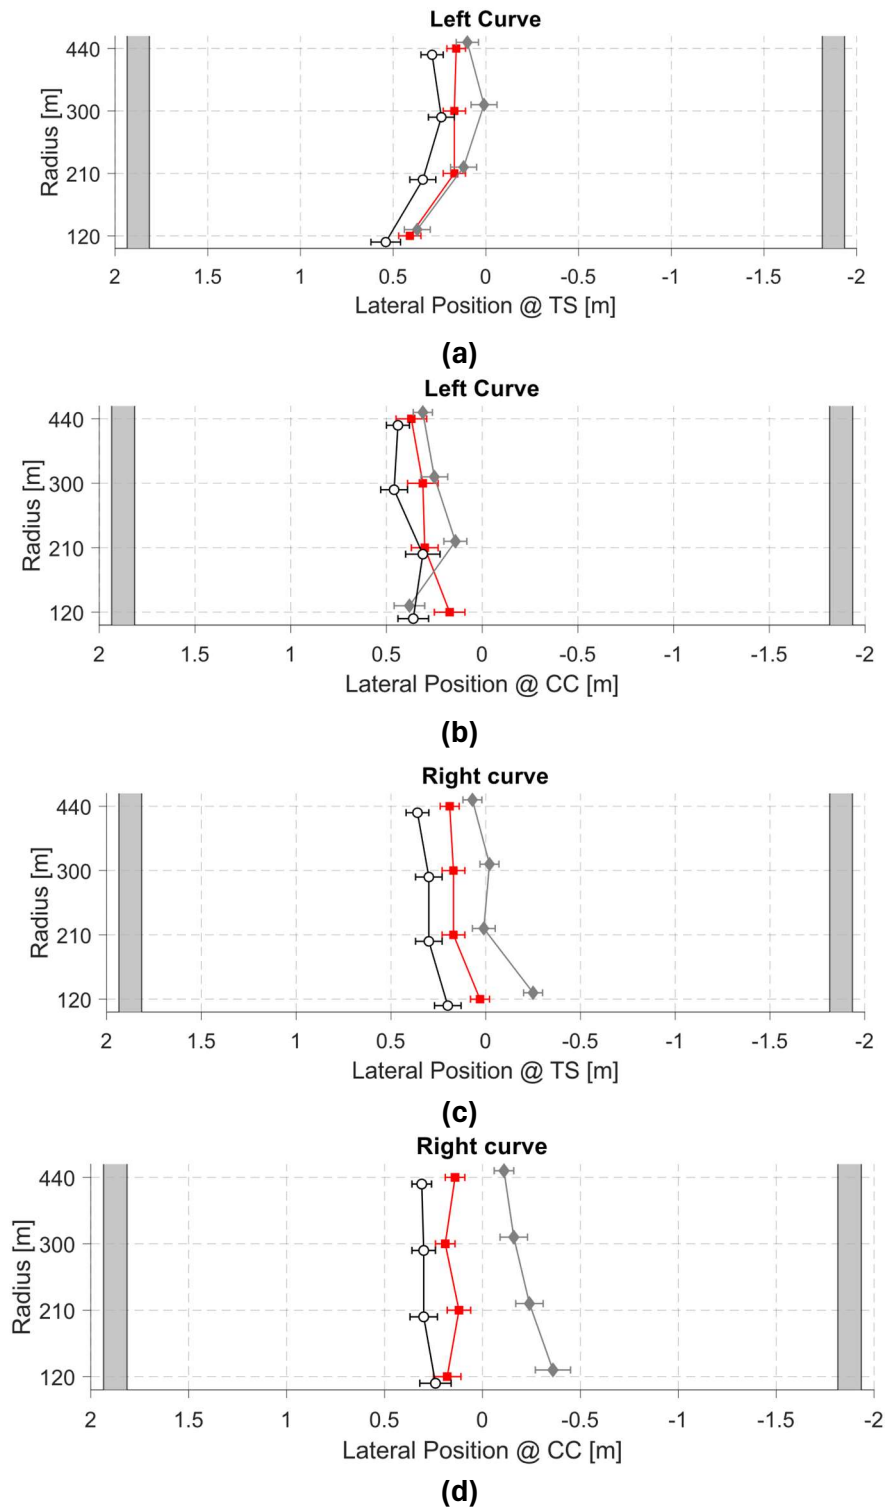 Left Curve
440
300
210
120
Radius [m]
2 1.5 1 0.5 0 -0.5 -1 -1.5 -2
Lateral Position @ TS [m]
(a)
Left Curve
440
300
210
120
Radius [m]
2 1.5 1 0.5 0 -0.5 -1 -1.5 -2
Lateral Position @ CC [m]
(b)
Right curve
440
300
210
120
Radius [m]
2 1.5 1 0.5 0 -0.5 -1 -1.5 -2
Lateral Position @ TS [m]
(c)
Right curve
440
300
210
120
Radius [m]
2 1.5 1 0.5 0 -0.5 -1 -1.5 -2
Lateral Position @ CC [m]
(d)